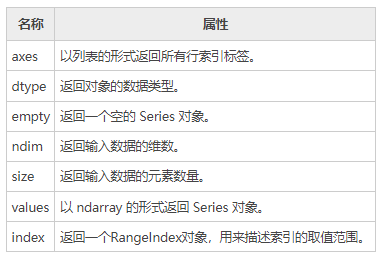 名称 属性
axes 以列表的形式返回所有行索引标签。
dtype 返回对象的数据类型。
empty 返回一个空的 Series 对象。
ndim 返回输入数据的维数。
size 返回输入数据的元素数量。
values 以 ndarray 的形式返回 Series 对象。
index 返回一个RangeIndex对象，用来描述索引的取值范围。